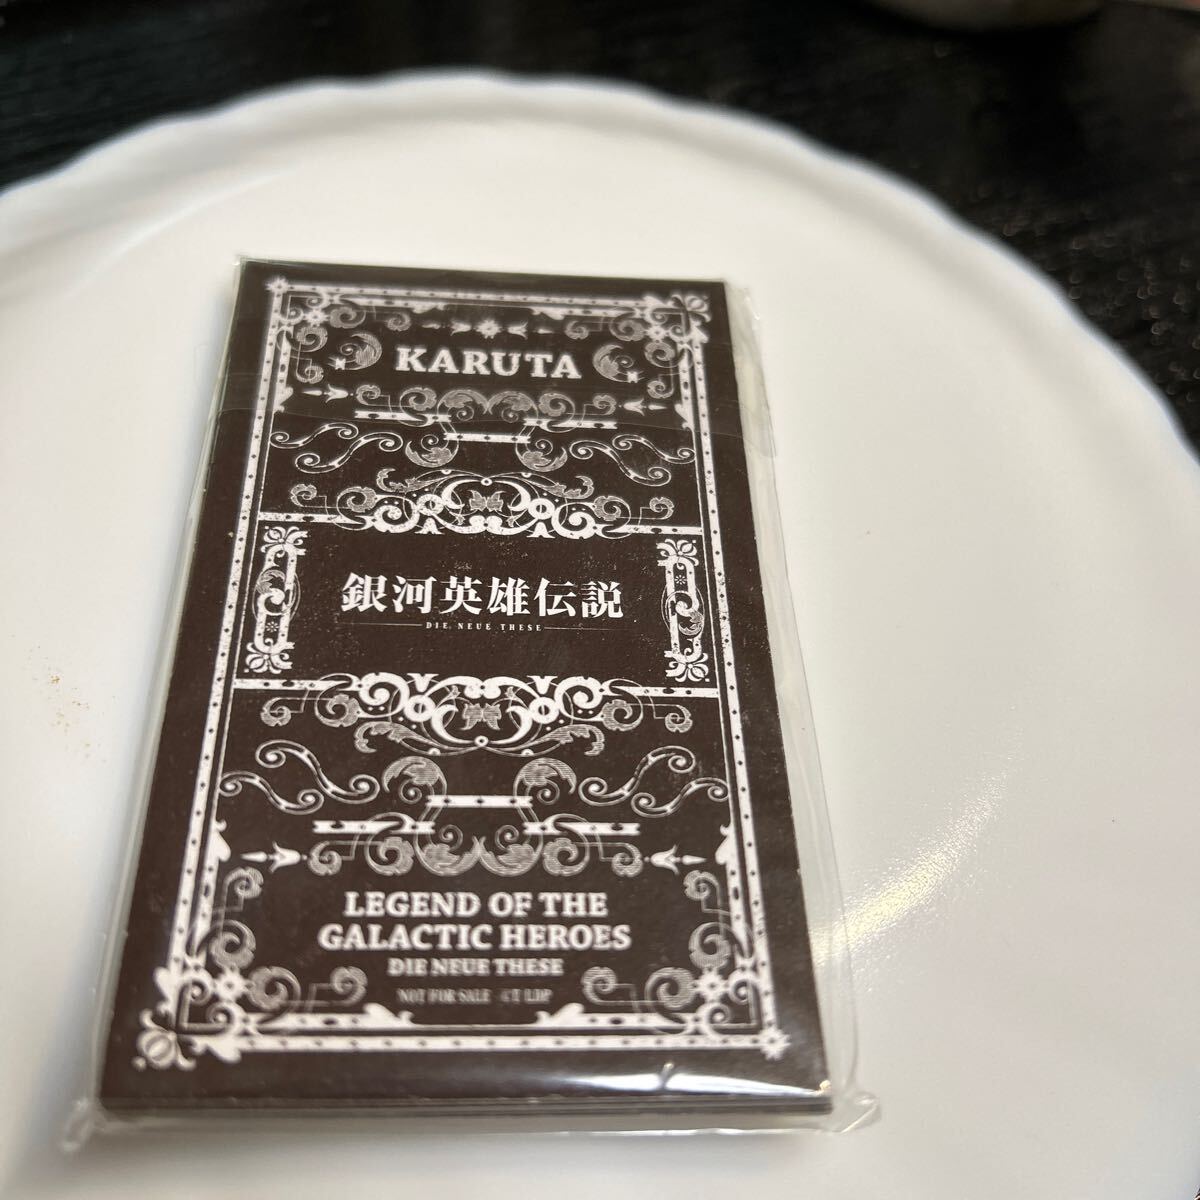 KARUTA
銀河英雄伝説
DIE NEUE THESE
LEGEND OF THE
GALACTIC HEROES
DIE NEUE THESE
NOT FOR SALE